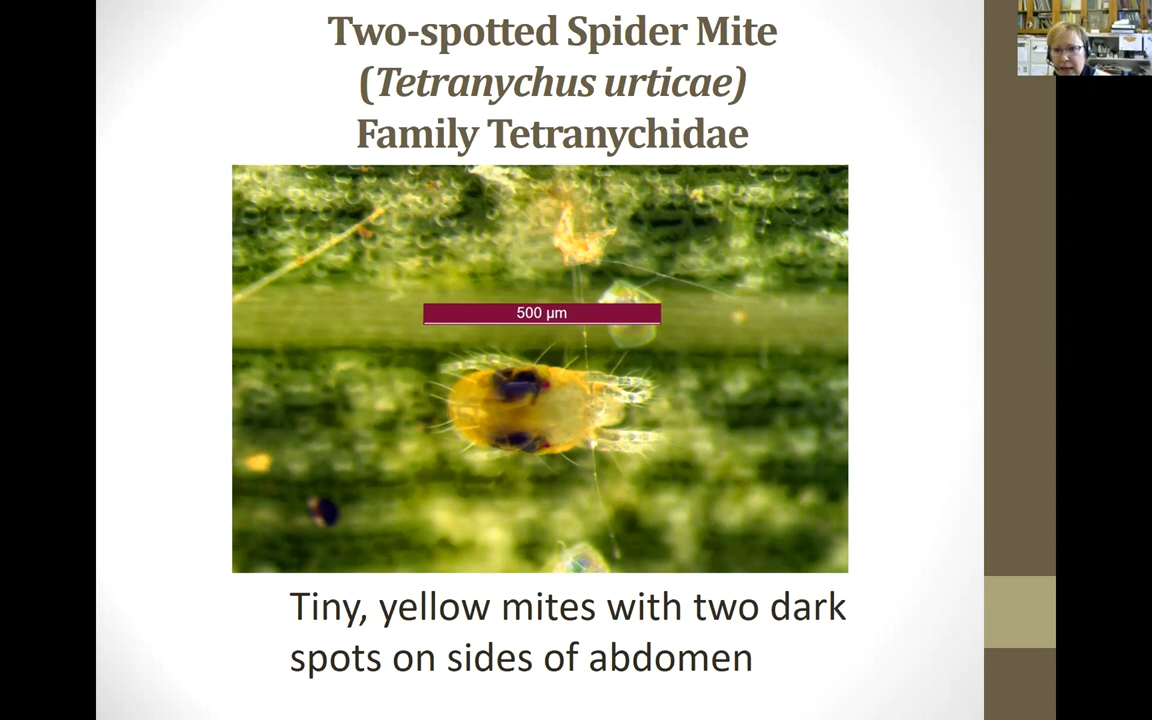 Two-spotted Spider Mite
(Tetranychus urticae)
Family Tetranychidae
500 µm
Tiny, yellow mites with two dark
spots on sides of abdomen